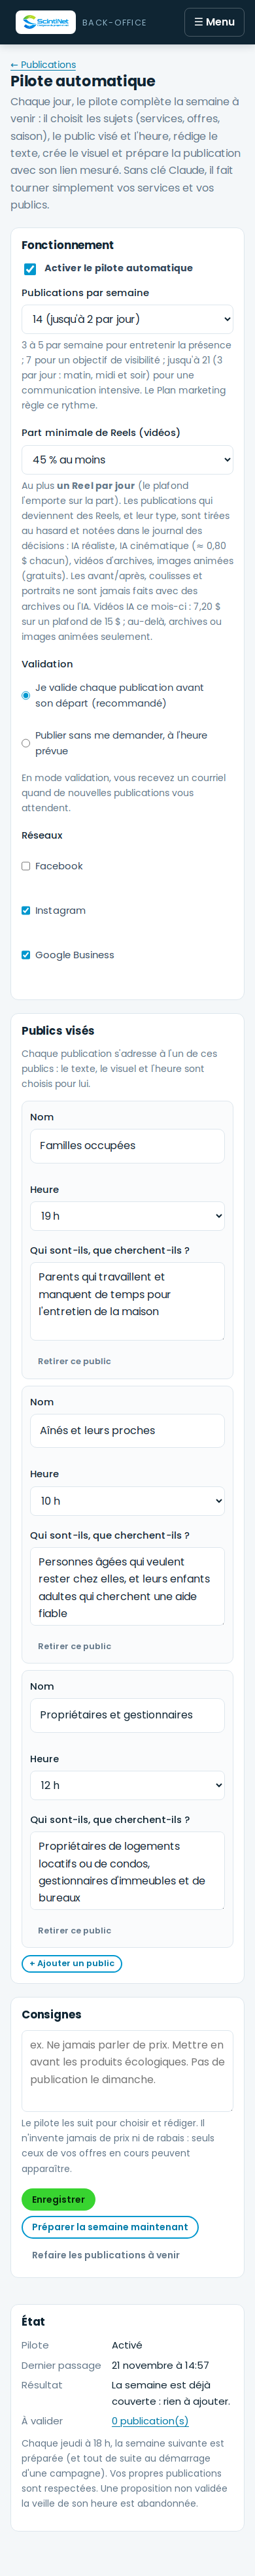 ScintiNet
BACK-OFFICE
☰ Menu
← Publications
Pilote automatique
Chaque jour, le pilote complète la semaine à
venir : il choisit les sujets (services, offres,
saison), le public visé et l'heure, rédige le
texte, crée le visuel et prépare la publication
avec son lien mesuré. Sans clé Claude, il fait
tourner simplement vos services et vos
publics.
Fonctionnement
Activer le pilote automatique
Publications par semaine
14 (jusqu'à 2 par jour)
3 à 5 par semaine pour entretenir la présence
; 7 pour un objectif de visibilité ; jusqu'à 21 (3
par jour : matin, midi et soir) pour une
communication intensive. Le Plan marketing
règle ce rythme.
Part minimale de Reels (vidéos)
45 % au moins
Au plus un Reel par jour (le plafond
l'emporte sur la part). Les publications qui
deviennent des Reels, et leur type, sont tirées
au hasard et notées dans le journal des
décisions : IA réaliste, IA cinématique (≈ 0,80
$ chacun), vidéos d'archives, images animées
(gratuits). Les avant/après, coulisses et
portraits ne sont jamais faits avec des
archives ou l'IA. Vidéos IA ce mois-ci : 7,20 $
sur un plafond de 15 $ ; au-delà, archives ou
images animées seulement.
Validation
Je valide chaque publication avant
son départ (recommandé)
Publier sans me demander, à l'heure
prévue
En mode validation, vous recevez un courriel
quand de nouvelles publications vous
attendent.
Réseaux
Facebook
Instagram
Google Business
Publics visés
Chaque publication s'adresse à l'un de ces
publics : le texte, le visuel et l'heure sont
choisis pour lui.
Nom
Familles occupées
Heure
19 h
Qui sont-ils, que cherchent-ils ?
Parents qui travaillent et
manquent de temps pour
l'entretien de la maison
Retirer ce public
Nom
Aînés et leurs proches
Heure
10 h
Qui sont-ils, que cherchent-ils ?
Personnes âgées qui veulent
rester chez elles, et leurs enfants
adultes qui cherchent une aide
fiable
Retirer ce public
Nom
Propriétaires et gestionnaires
Heure
12 h
Qui sont-ils, que cherchent-ils ?
Propriétaires de logements
locatifs ou de condos,
gestionnaires d'immeubles et de
bureaux
Retirer ce public
+ Ajouter un public
Consignes
ex. Ne jamais parler de prix. Mettre en
avant les produits écologiques. Pas de
publication le dimanche.
Le pilote les suit pour choisir et rédiger. Il
n'invente jamais de prix ni de rabais : seuls
ceux de vos offres en cours peuvent
apparaître.
Enregistrer
Préparer la semaine maintenant
Refaire les publications à venir
État
Pilote Activé
Dernier passage 21 novembre à 14:57
Résultat La semaine est déjà
couverte : rien à ajouter.
À valider 0 publication(s)
Chaque jeudi à 18 h, la semaine suivante est
préparée (et tout de suite au démarrage
d'une campagne). Vos propres publications
sont respectées. Une proposition non validée
la veille de son heure est abandonnée.